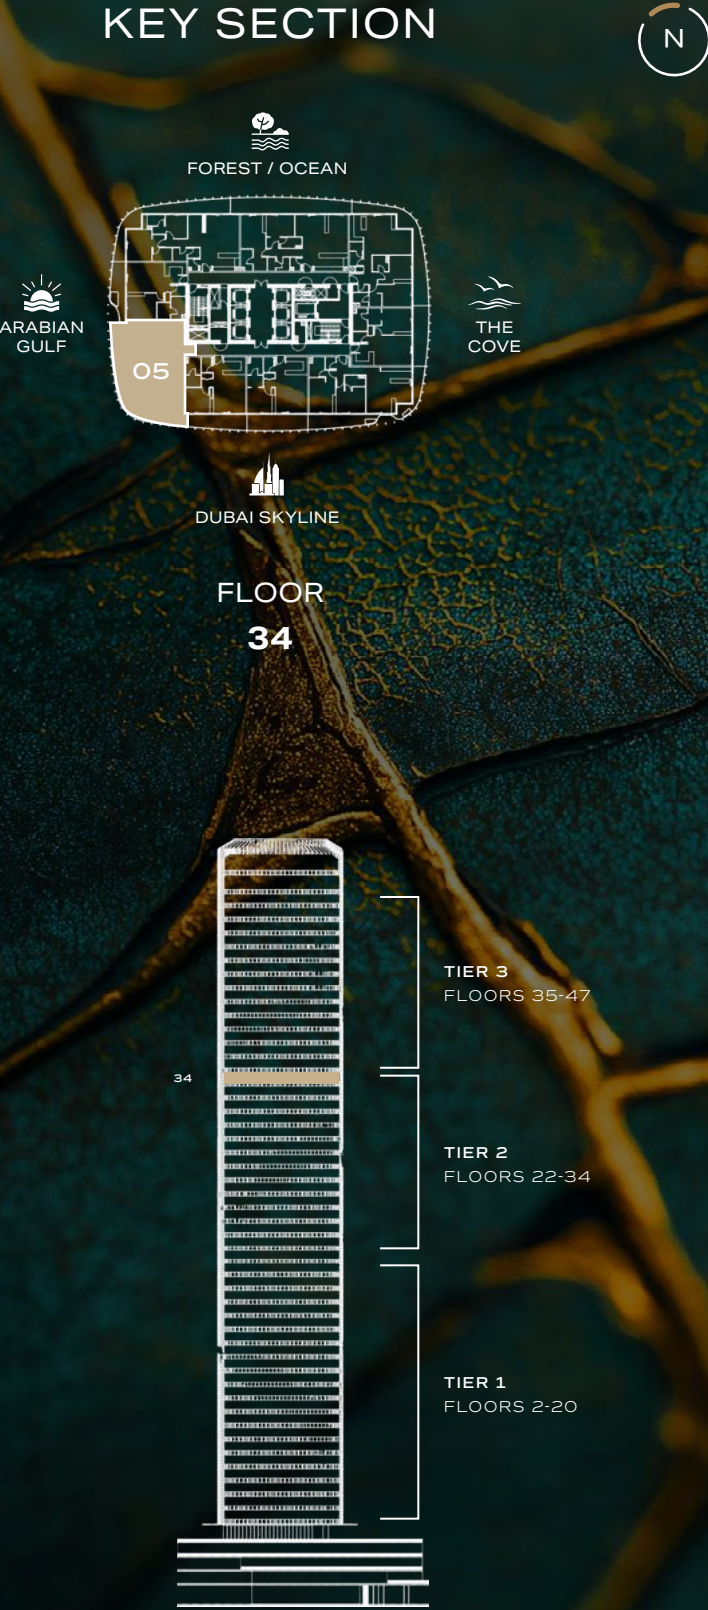 KEY SECTION
N
FOREST / OCEAN
ARABIAN
GULF
THE
COVE
05
DUBAI SKYLINE
FLOOR
34
TIER 3
FLOORS 35-47
34
TIER 2
FLOORS 22-34
TIER 1
FLOORS 2-20